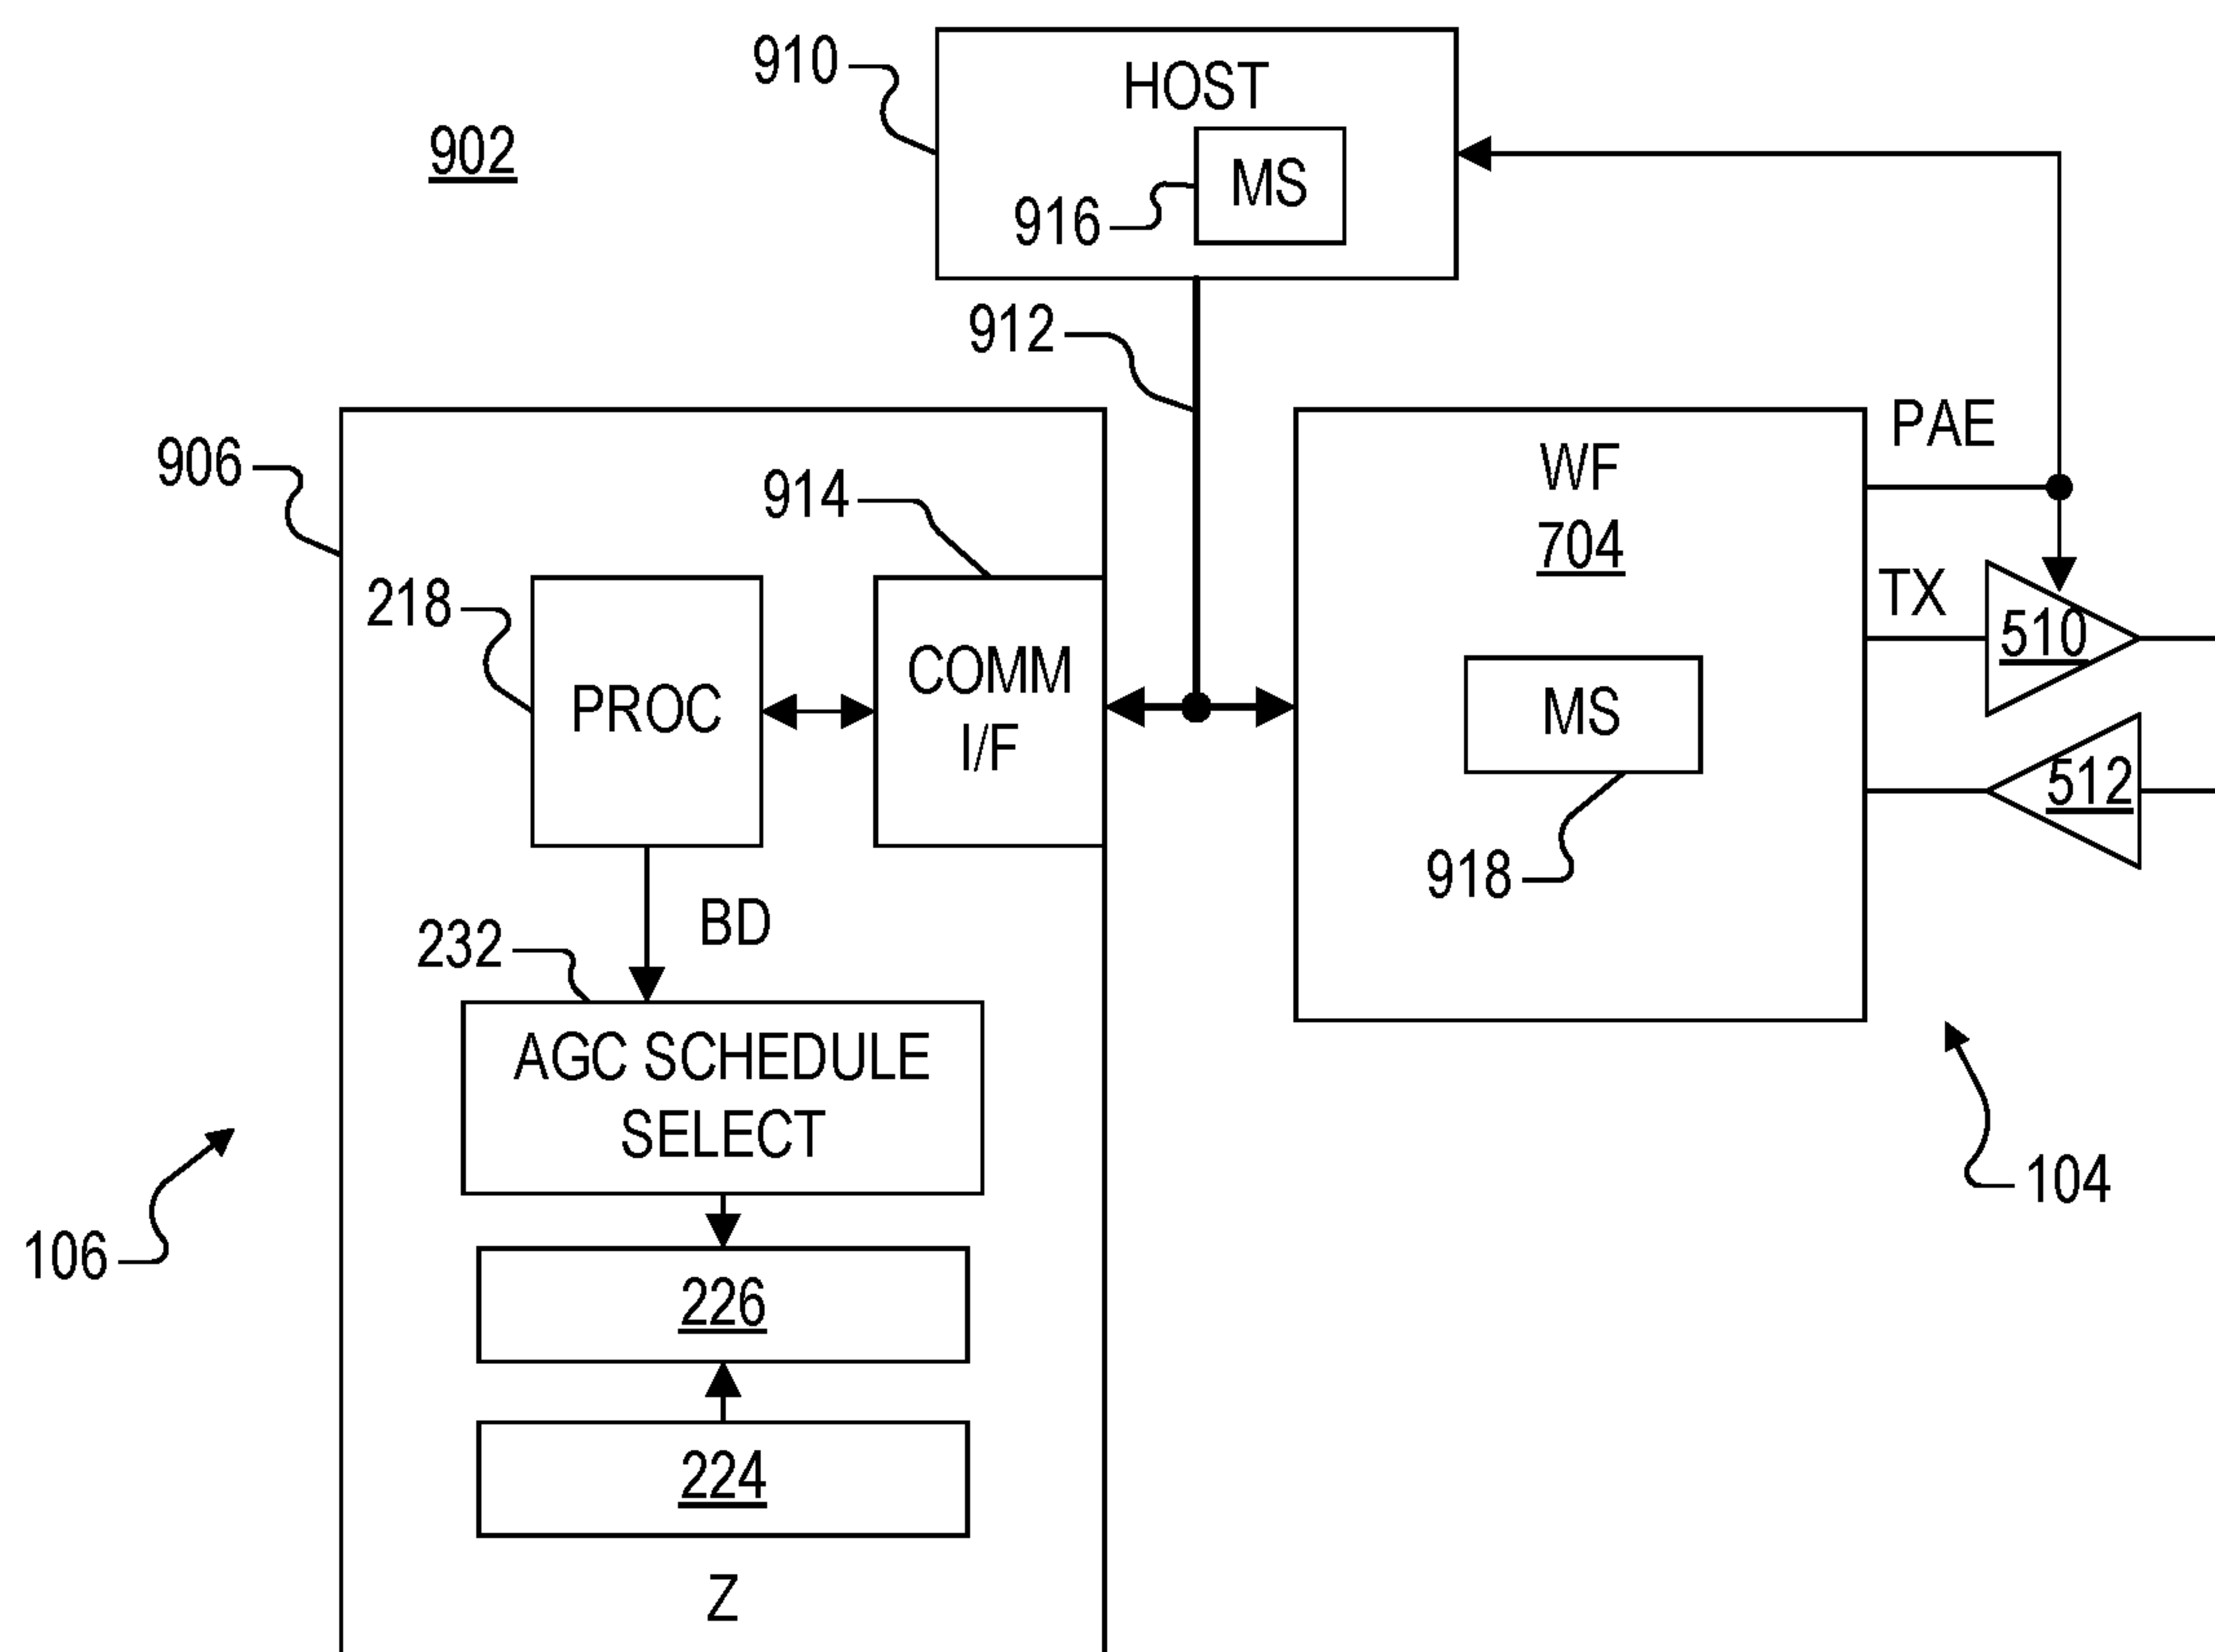 910
HOST
902
MS
916
912
PAE
906
WF
914
704
218
TX
510
COMM
PROC
MS
I/F
512
918
BD
232
AGC SCHEDULE
SELECT
104
106
226
224
Z